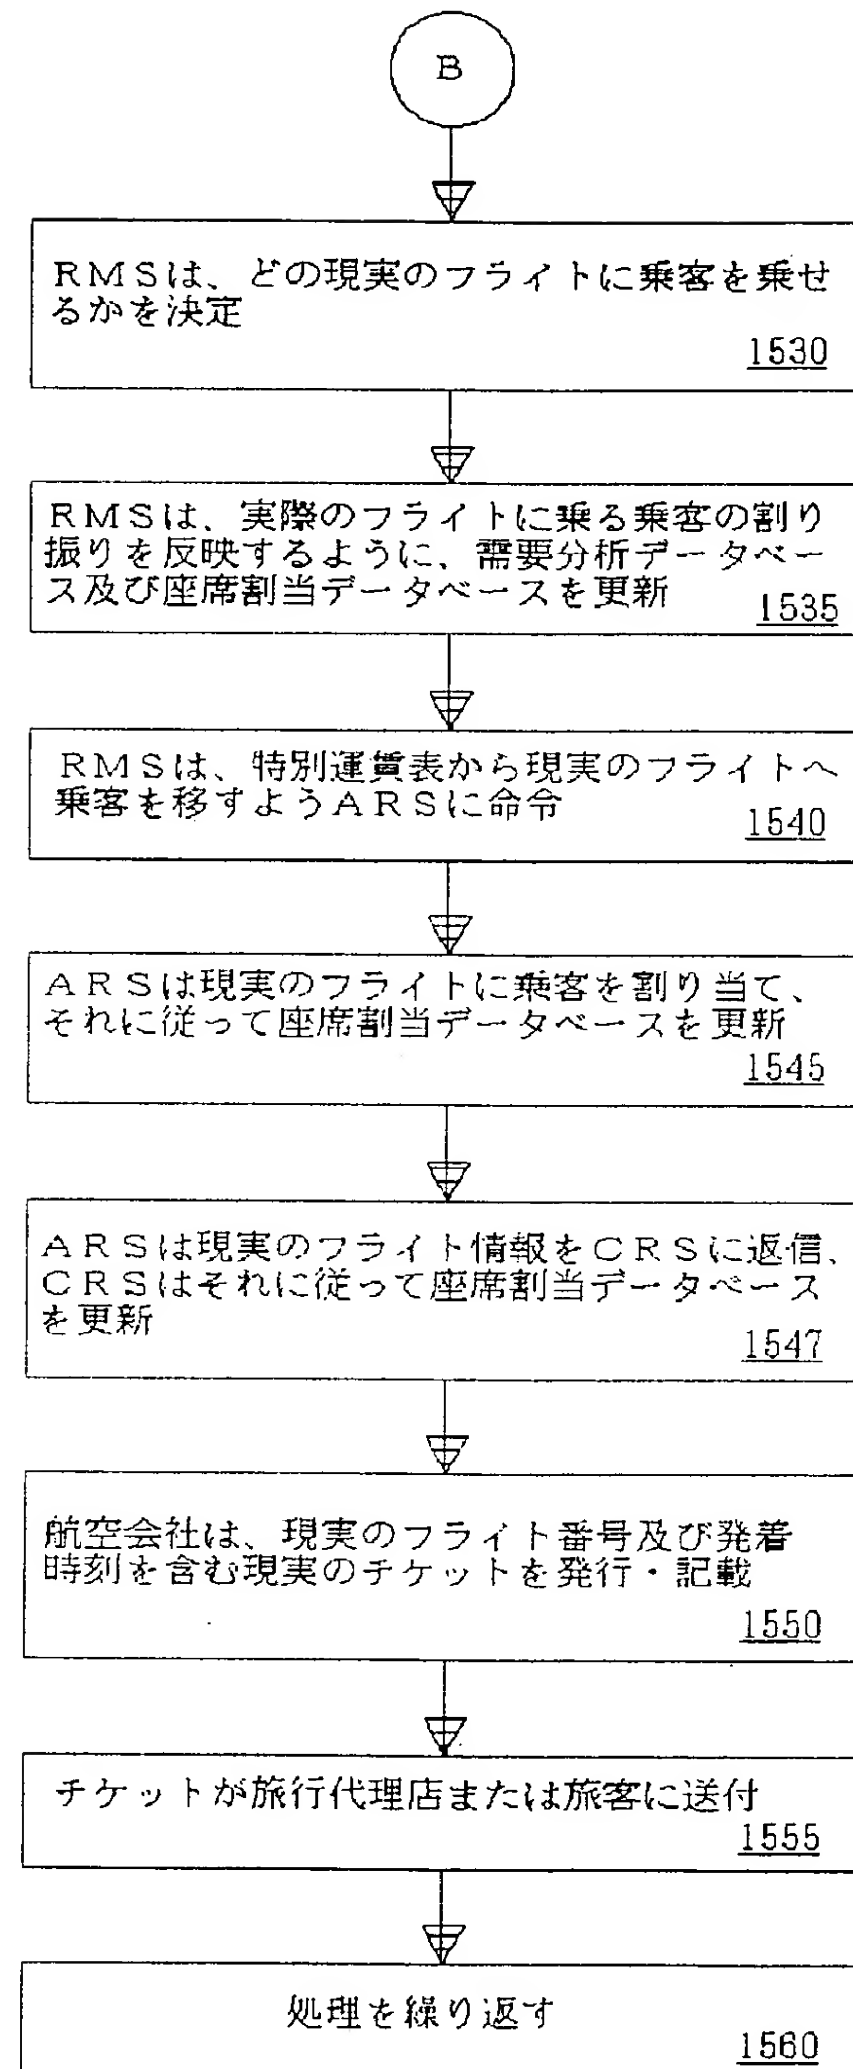 B
RMSは、どの現実のフライトに乗客を乗せ
るかを決定
1530
RMSは、実際のフライトに乗る乗客の割り
振りを反映するように、需要分析データベー
ス及び座席割当データベースを更新
1535
RMSは、特別運賃表から現実のフライトへ
乗客を移すようARSに命令
1540
ARSは現実のフライトに乗客を割り当て、
それに従って座席割当データベースを更新
1545
ARSは現実のフライト情報をCRSに返信、
CRSはそれに従って座席割当データベース
を更新
1547
航空会社は、現実のフライト番号及び発着
時刻を含む現実のチケットを発行・記載
1550
チケットが旅行代理店または旅客に送付
1555
処理を繰り返す
1560